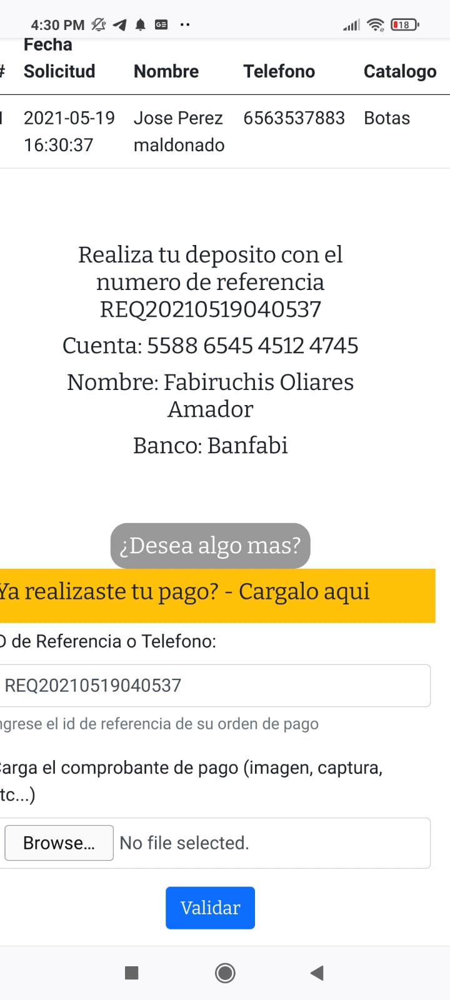 4:30 PM
18
Fecha
# Solicitud Nombre Telefono Catalogo
1 2021-05-19 Jose Perez 6563537883 Botas
16:30:37 maldonado
Realiza tu deposito con el
numero de referencia
REQ20210519040537
Cuenta: 5588 6545 4512 4745
Nombre: Fabiruchis Oliares
Amador
Banco: Banfabi
¿Desea algo mas?
Ya realizaste tu pago? - Cargalo aqui
D de Referencia o Telefono:
REQ20210519040537
ngrese el id de referencia de su orden de pago
Carga el comprobante de pago (imagen, captura,
tc...)
Browse... No file selected.
Validar